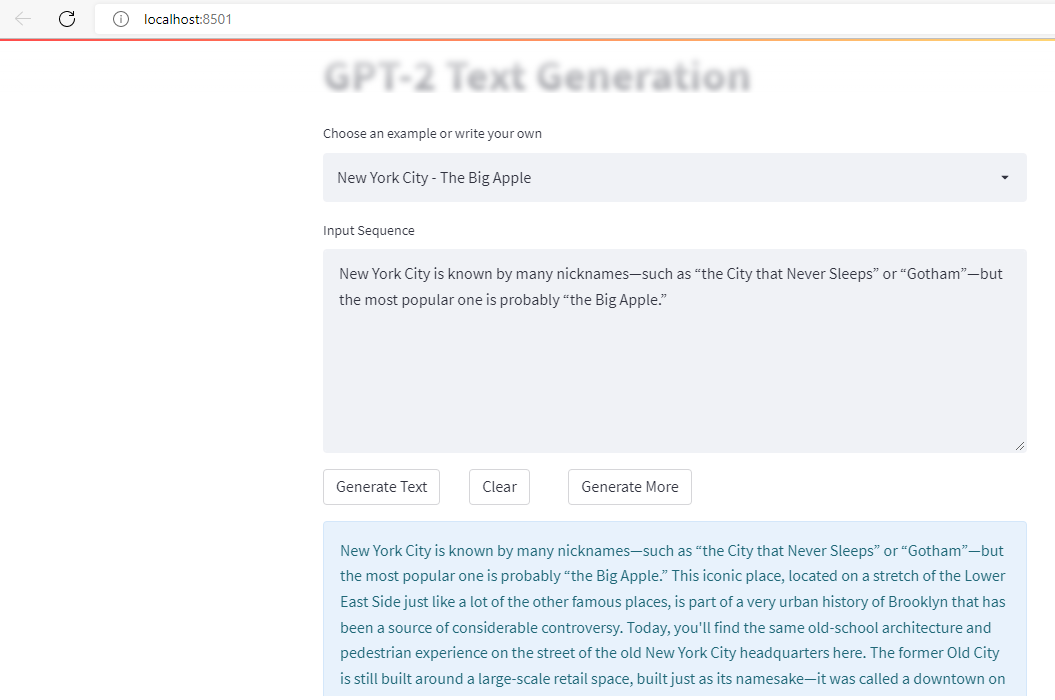 localhost:8501
GPT-2 Text Generation
Choose an example or write your own
New York City - The Big Apple
Input Sequence
New York City is known by many nicknames—such as “the City that Never Sleeps” or “Gotham”—but
the most popular one is probably “the Big Apple.”
Generate Text Clear Generate More
New York City is known by many nicknames—such as “the City that Never Sleeps” or “Gotham”—but
the most popular one is probably “the Big Apple.” This iconic place, located on a stretch of the Lower
East Side just like a lot of the other famous places, is part of a very urban history of Brooklyn that has
been a source of considerable controversy. Today, you'll find the same old-school architecture and
pedestrian experience on the street of the old New York City headquarters here. The former Old City
is still built around a large-scale retail space, built just as its namesake—it was called a downtown on